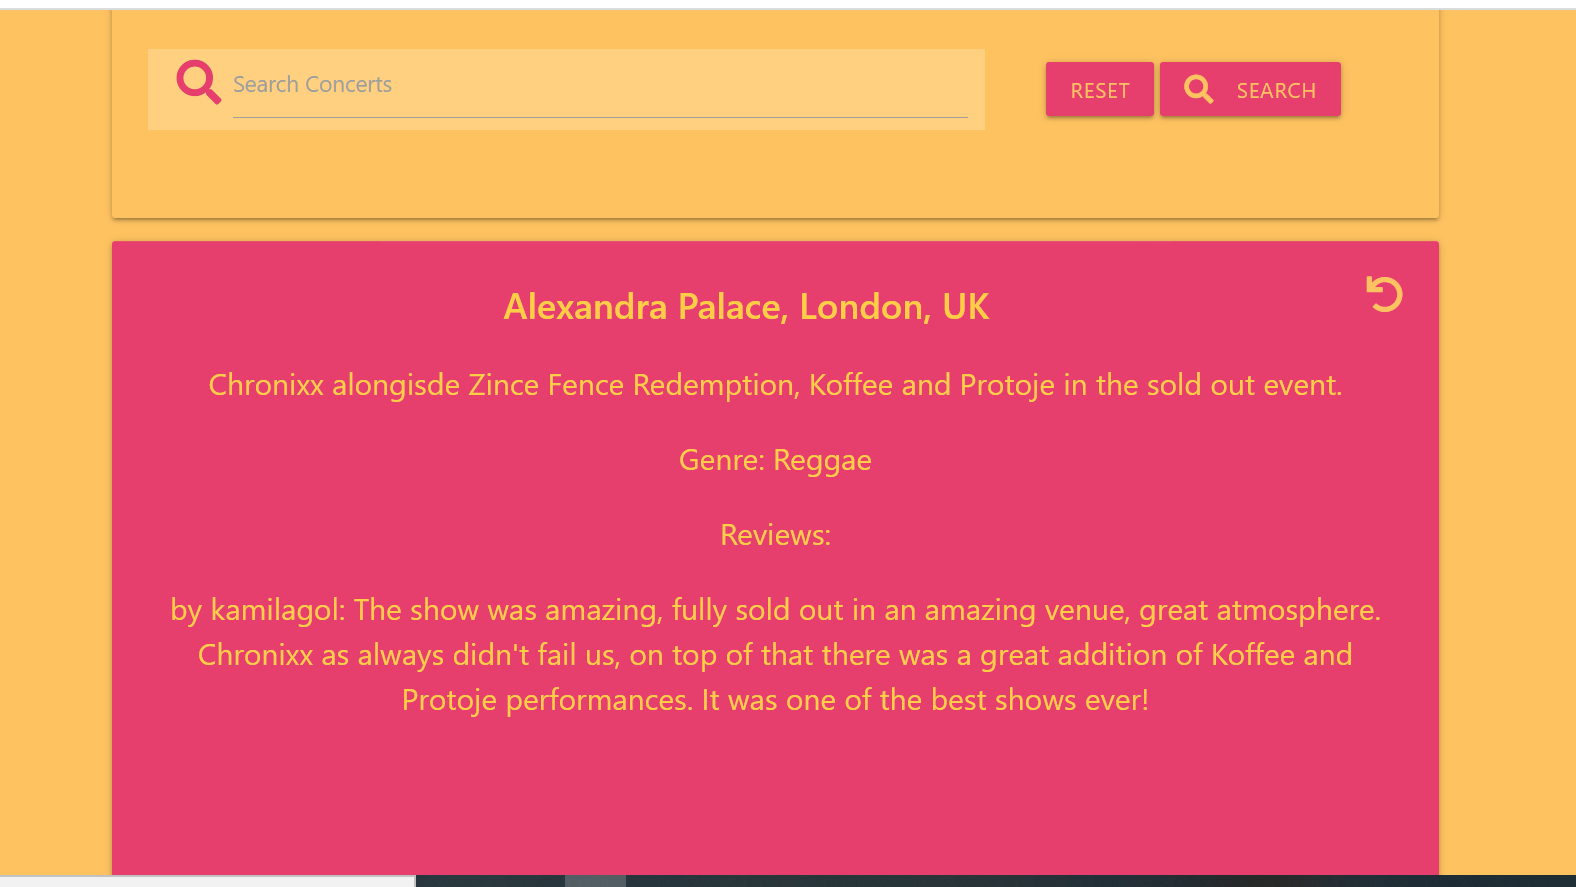 Search Concerts
RESET
SEARCH
Alexandra Palace, London, UK
Chronixx alongisde Zince Fence Redemption, Koffee and Protoje in the sold out event.
Genre: Reggae
Reviews:
by kamilagol: The show was amazing, fully sold out in an amazing venue, great atmosphere.
Chronixx as always didn't fail us, on top of that there was a great addition of Koffee and
Protoje performances. It was one of the best shows ever!